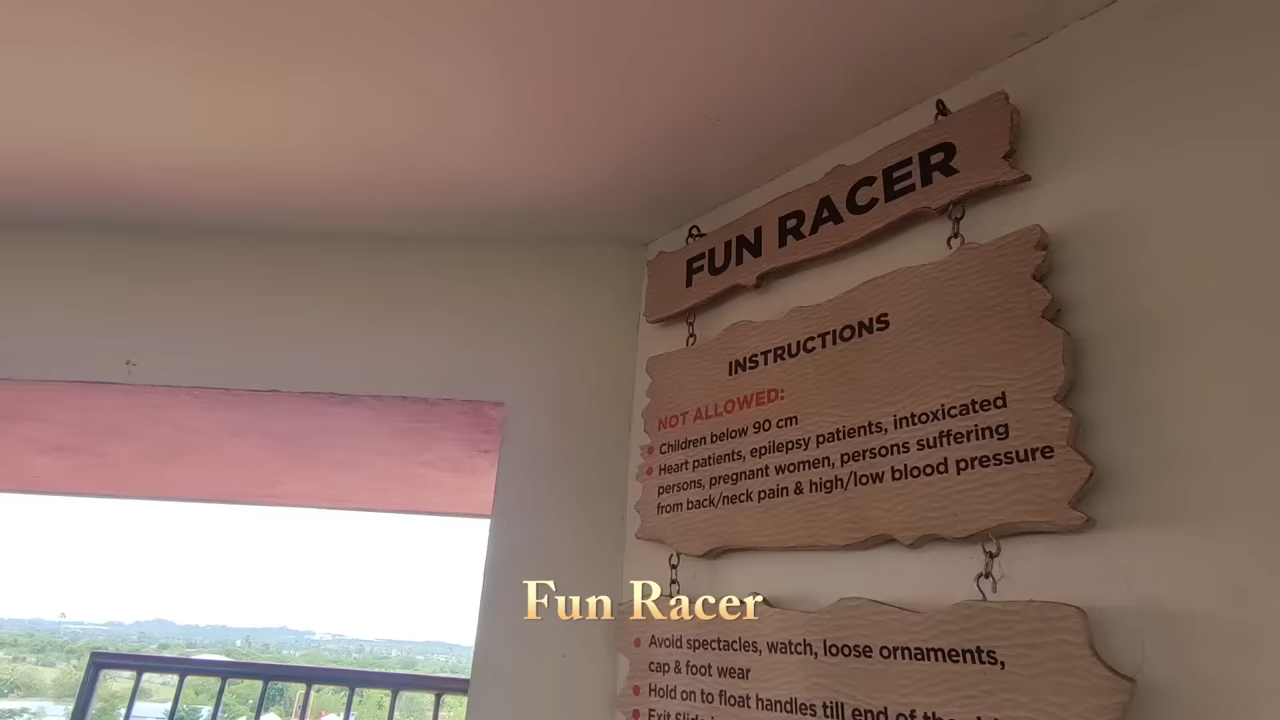 FUN RACER
INSTRUCTIONS
NOT ALLOWED:
• Children below 90 cm
• Heart patients, epilepsy patients, intoxicated
persons, pregnant women, persons suffering
from back/neck pain & high/low blood pressure
Fun Racer
• Avoid spectacles, watch, loose ornaments,
cap & foot wear
• Hold on to float handles till end of the
• Exit